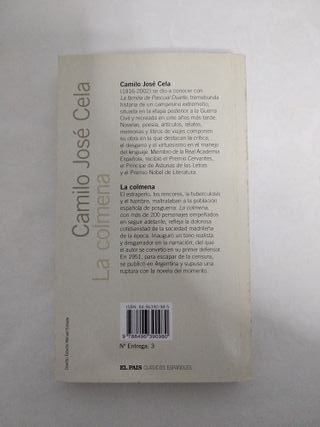 Camilo José Cela
La colmena
Camilo José Cela
(1916-2002) se dio a conocer con
La familia de Pascual Duarte, tremebunda
historia de un campesino extremeño,
situada en la etapa posterior a la Guerra
Civil y recreada en cine años más tarde.
Novelas, poesía, artículos, relatos,
memorias y libros de viajes componen
su obra en la que destacan la crítica,
el desgarro y el virtuosismo en el manejo
del lenguaje. Miembro de la Real Academia
Española, recibió el Premio Cervantes,
el Príncipe de Asturias de las Letras
y el Premio Nobel de Literatura.
La colmena
El estraperlo, los rencores, la tuberculosis
y el hambre, maltrataban a la población
española de posguerra. La colmena,
con más de 200 personajes empeñados
en seguir adelante, refleja la dolorosa
cotidianidad de la sociedad madrileña
de la época. Inauguró un tono realista
y desgarrador en la narración, del que
el autor se convirtió en su primer defensor.
En 1951, para escapar de la censura,
se publicó en Argentina y supuso una
ruptura con la novela del momento.
Nº Entrega: 3
EL PAIS CLÁSICOS ESPAÑOLES